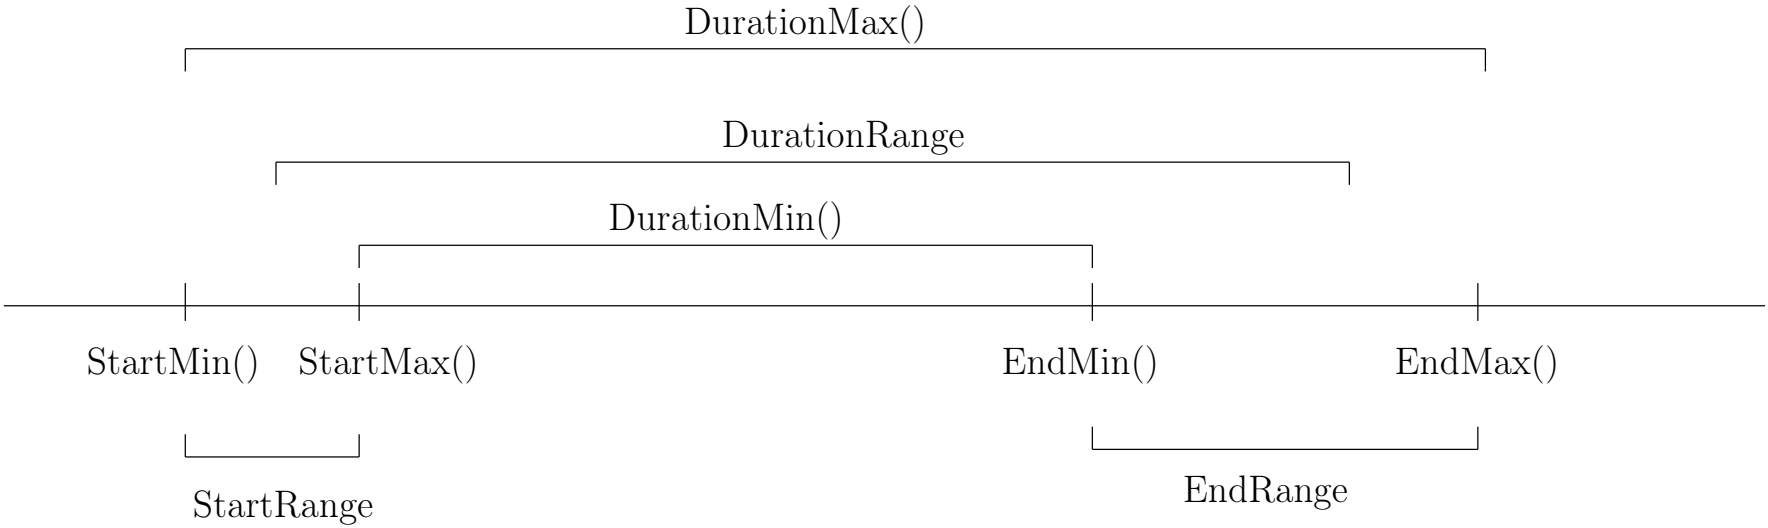 DurationMax()
DurationRange
DurationMin()
StartMin() StartMax() EndMin() EndMax()
EndRange
StartRange